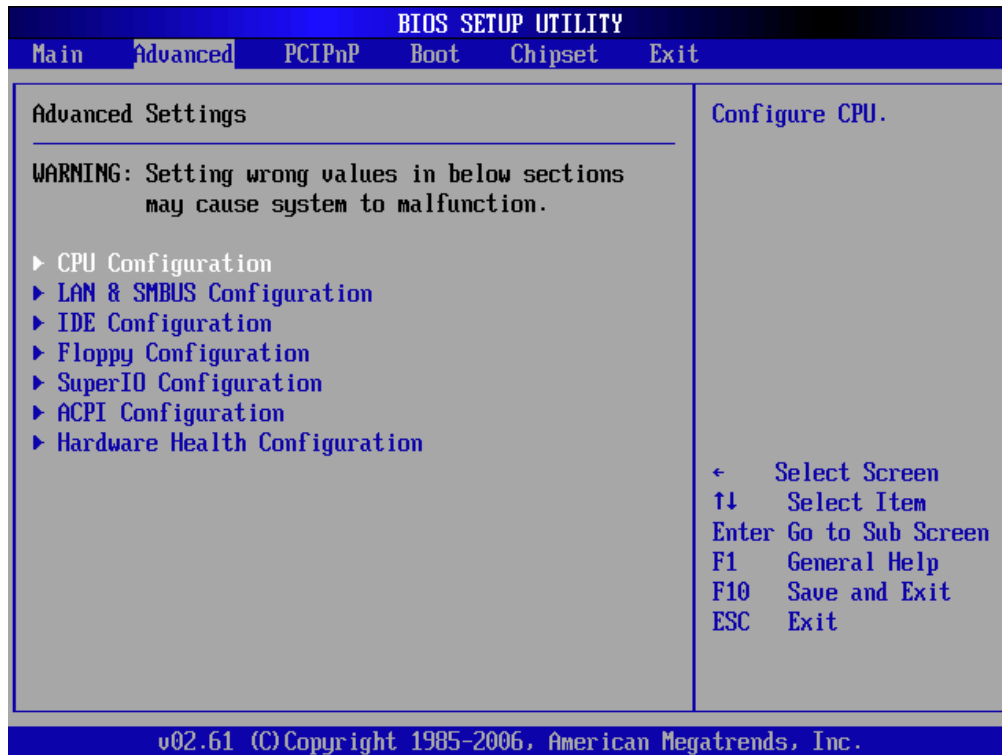 BIOS SETUP UTILITY
Main Advanced PCIPnP Boot Chipset Exit
Advanced Settings
WARNING: Setting wrong values in below sections
may cause system to malfunction.
▶ CPU Configuration
▶ LAN & SMBUS Configuration
▶ IDE Configuration
▶ Floppy Configuration
▶ SuperIO Configuration
▶ ACPI Configuration
▶ Hardware Health Configuration
Configure CPU.
← Select Screen
↑↓ Select Item
Enter Go to Sub Screen
F1 General Help
F10 Save and Exit
ESC Exit
v02.61 (C)Copyright 1985-2006, American Megatrends, Inc.